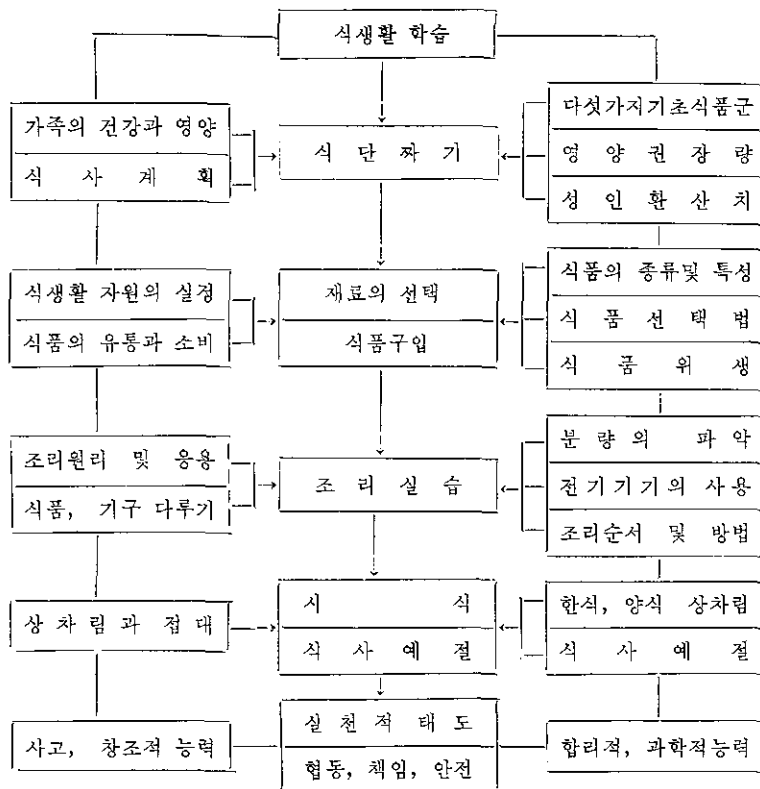 식생활 학습
가족의 건강과 영양
식 사 계 획
식 단 짜 기
다섯가지기초식품군
영 양 권 장 량
성 인 환 산 치
식생활 자원의 실정
식품의 유통과 소비
재료의 선택
식품구입
식품의 종류및 특성
식 품 선 택 법
식 품 위 생
조리원리 및 응용
식품, 기구 다루기
조 리 실 습
분 량 의 파 악
전기기기의 사용
조리순서 및 방법
상 차 림 과 접 대
시 식
식 사 예 절
한식, 양식 상차림
식 사 예 절
사고, 창조적 능력
실 천 적 태 도
협동, 책임, 안전
합리적, 과학적능력